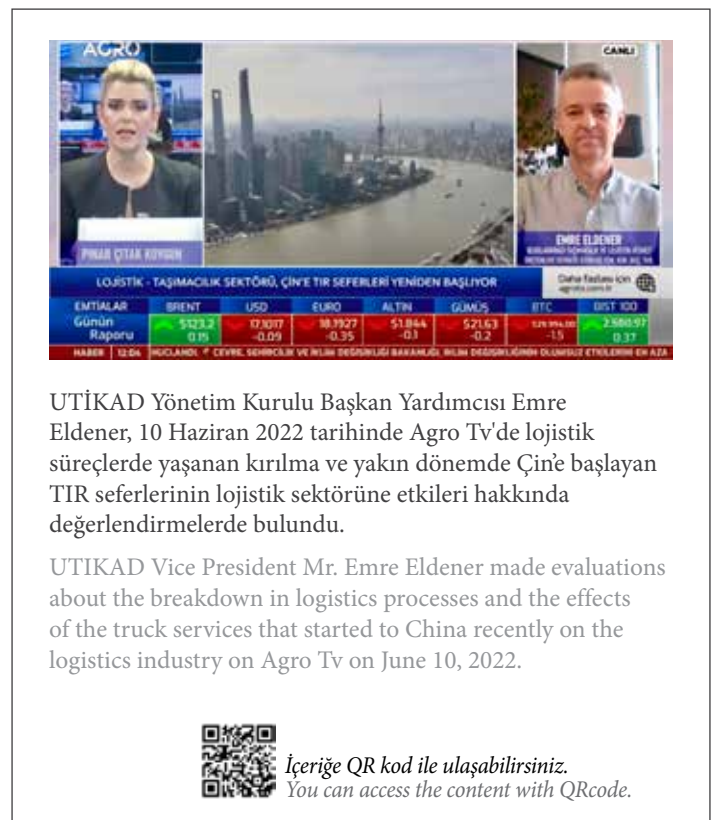 AGRO
CANLI
PINAR ÇITAK KOYGUN
EMRE ELDENER
LOJİSTİK - TAŞIMACILIK SEKTÖRÜ, ÇİN'E TIR SEFERLERİ YENİDEN BAŞLIYOR
Daha fazlası için
EMTİALAR BRENT USD EURO ALTIN GÜMÜŞ BTC BIST 100
Günün Raporu $123,2 17,1017 18,1927 $1.844 $21,63 2.560,97
0,15 -0,09 -0,35 -0,1 -0,2 -1,5 0,37
HABER 12:04 ÇEVRE, ŞEHİRCİLİK VE İKLİM DEĞİŞİKLİĞİ BAKANLIĞI, İKLİM DEĞİŞİKLİĞİNİN OLUMSUZ ETKİLERİNİ EN AZA
UTİKAD Yönetim Kurulu Başkan Yardımcısı Emre
Eldener, 10 Haziran 2022 tarihinde Agro Tv'de lojistik
süreçlerde yaşanan kırılma ve yakın dönemde Çin'e başlayan
TIR seferlerinin lojistik sektörüne etkileri hakkında
değerlendirmelerde bulundu.
UTIKAD Vice President Mr. Emre Eldener made evaluations
about the breakdown in logistics processes and the effects
of the truck services that started to China recently on the
logistics industry on Agro Tv on June 10, 2022.
İçeriğe QR kod ile ulaşabilirsiniz.
You can access the content with QRcode.